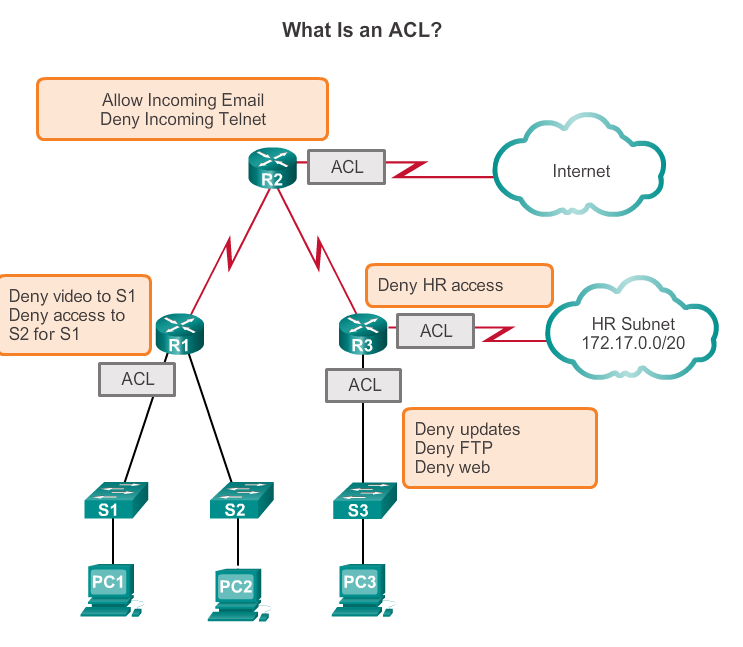 What Is an ACL?
Allow Incoming Email
Deny Incoming Telnet
R2
ACL
Internet
Deny video to S1
Deny access to
S2 for S1
Deny HR access
R1
R3
ACL
HR Subnet
172.17.0.0/20
ACL
ACL
Deny updates
Deny FTP
Deny web
S1
S2
S3
PC1
PC2
PC3